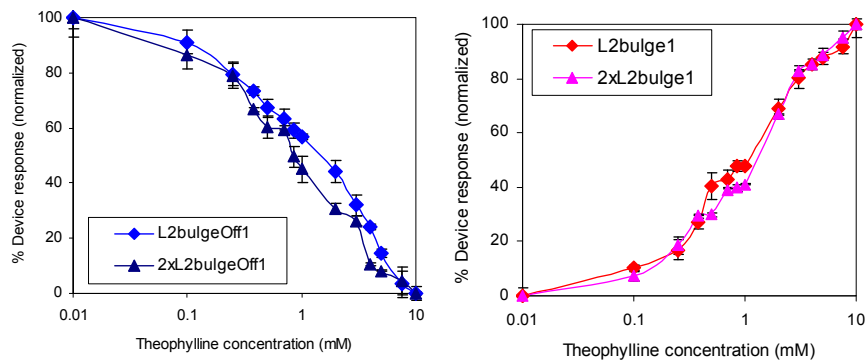 % Device response (normalized)
100
80
60
40
20
0
L2bulgeOff1
2xL2bulgeOff1
0.01
0.1
1
10
Theophylline concentration (mM)
% Device response (normalized)
100
80
60
40
20
0
L2bulge1
2xL2bulge1
0.01
0.1
1
10
Theophylline concentration (mM)